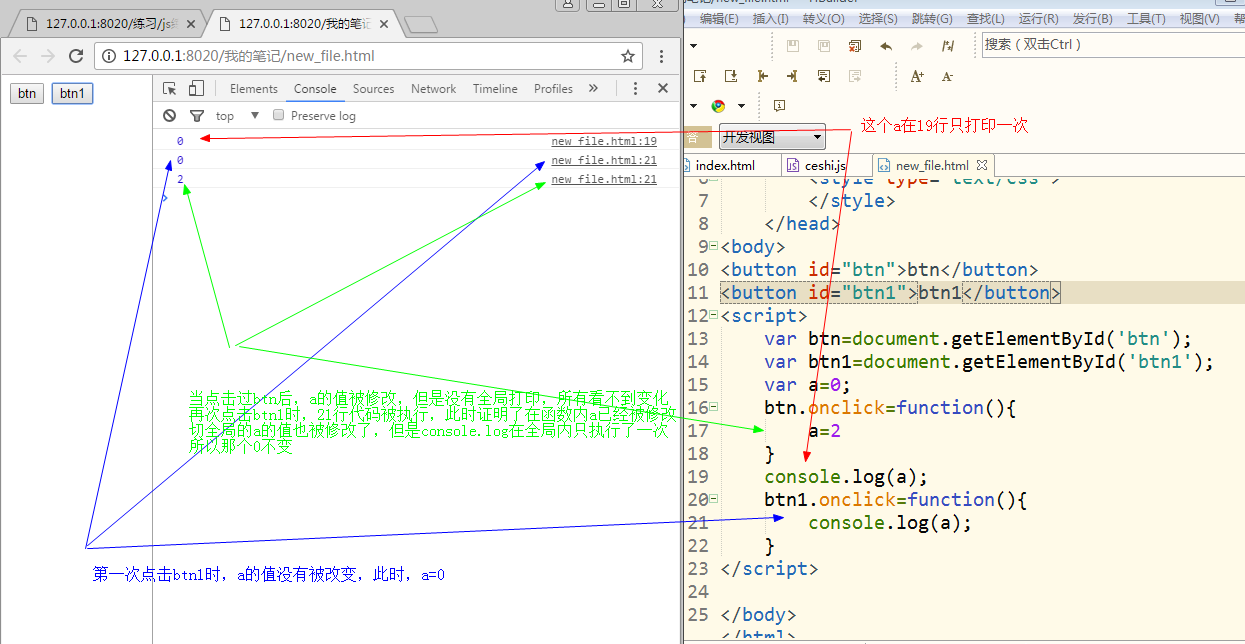 127.0.0.1:8020/练习/js
127.0.0.1:8020/我的笔记
127.0.0.1:8020/我的笔记/new_file.html
btn btn1
Elements Console Sources Network Timeline Profiles »
top Preserve log
0 new_file.html:19
0 new_file.html:21
2 new_file.html:21
当点击过btn后，a的值被修改，但是没有全局打印，所有看不到变化
再次点击btn1时，21行代码被执行，此时证明了在函数内a已经被修改
切全局的a的值也被修改了，但是console.log在全局内只执行了一次
所以那个0不变
第一次点击btn1时，a的值没有被改变，此时，a=0
编辑(E) 插入(I) 转义(O) 选择(S) 跳转(G) 查找(L) 运行(R) 发行(B) 工具(T) 视图(V) 帮
搜索（双击Ctrl）
A+ A-
这个a在19行只打印一次
开发视图
index.html ceshi.js new_file.html
6 <style type="text/css">
7 </style>
8 </head>
9 <body>
10 <button id="btn">btn</button>
11 <button id="btn1">btn1</button>
12 <script>
13 var btn=document.getElementById('btn');
14 var btn1=document.getElementById('btn1');
15 var a=0;
16 btn.onclick=function(){
17 a=2
18 }
19 console.log(a);
20 btn1.onclick=function(){
21 console.log(a);
22 }
23 </script>
24
25 </body>
</html>